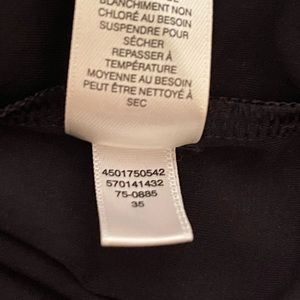 BLANCHIMENT NON
CHLORÉ AU BESOIN
SUSPENDRE POUR
SÉCHER
REPASSER À
TEMPÉRATURE
MOYENNE AU BESOIN
PEUT ÊTRE NETTOYÉ À
SEC
4501750542
570141432
75-0885
35